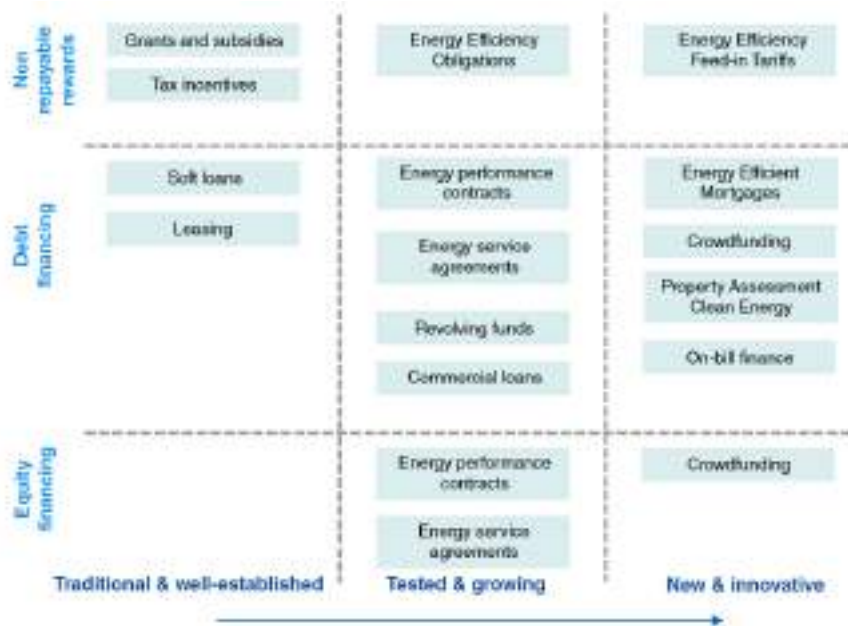 Non
repayable
rewards
Grants and subsidies
Tax incentives
Energy Efficiency
Obligations
Energy Efficiency
Feed-in Tariffs
Debt
financing
Soft loans
Leasing
Energy performance
contracts
Energy service
agreements
Revolving funds
Commercial loans
Energy Efficient
Mortgages
Crowdfunding
Property Assessment
Clean Energy
On-bill finance
Equity
financing
Energy performance
contracts
Energy service
agreements
Crowdfunding
Traditional & well-established
Tested & growing
New & innovative